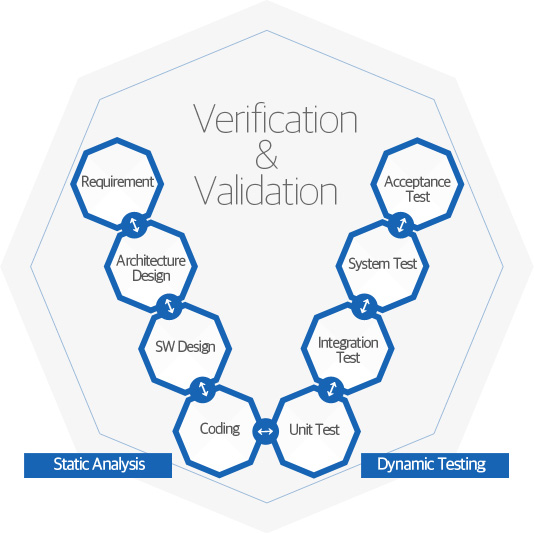 Verification
&
Validation
Requirement
Architecture
Design
SW Design
Coding
Unit Test
Integration
Test
System Test
Acceptance
Test
Static Analysis
Dynamic Testing